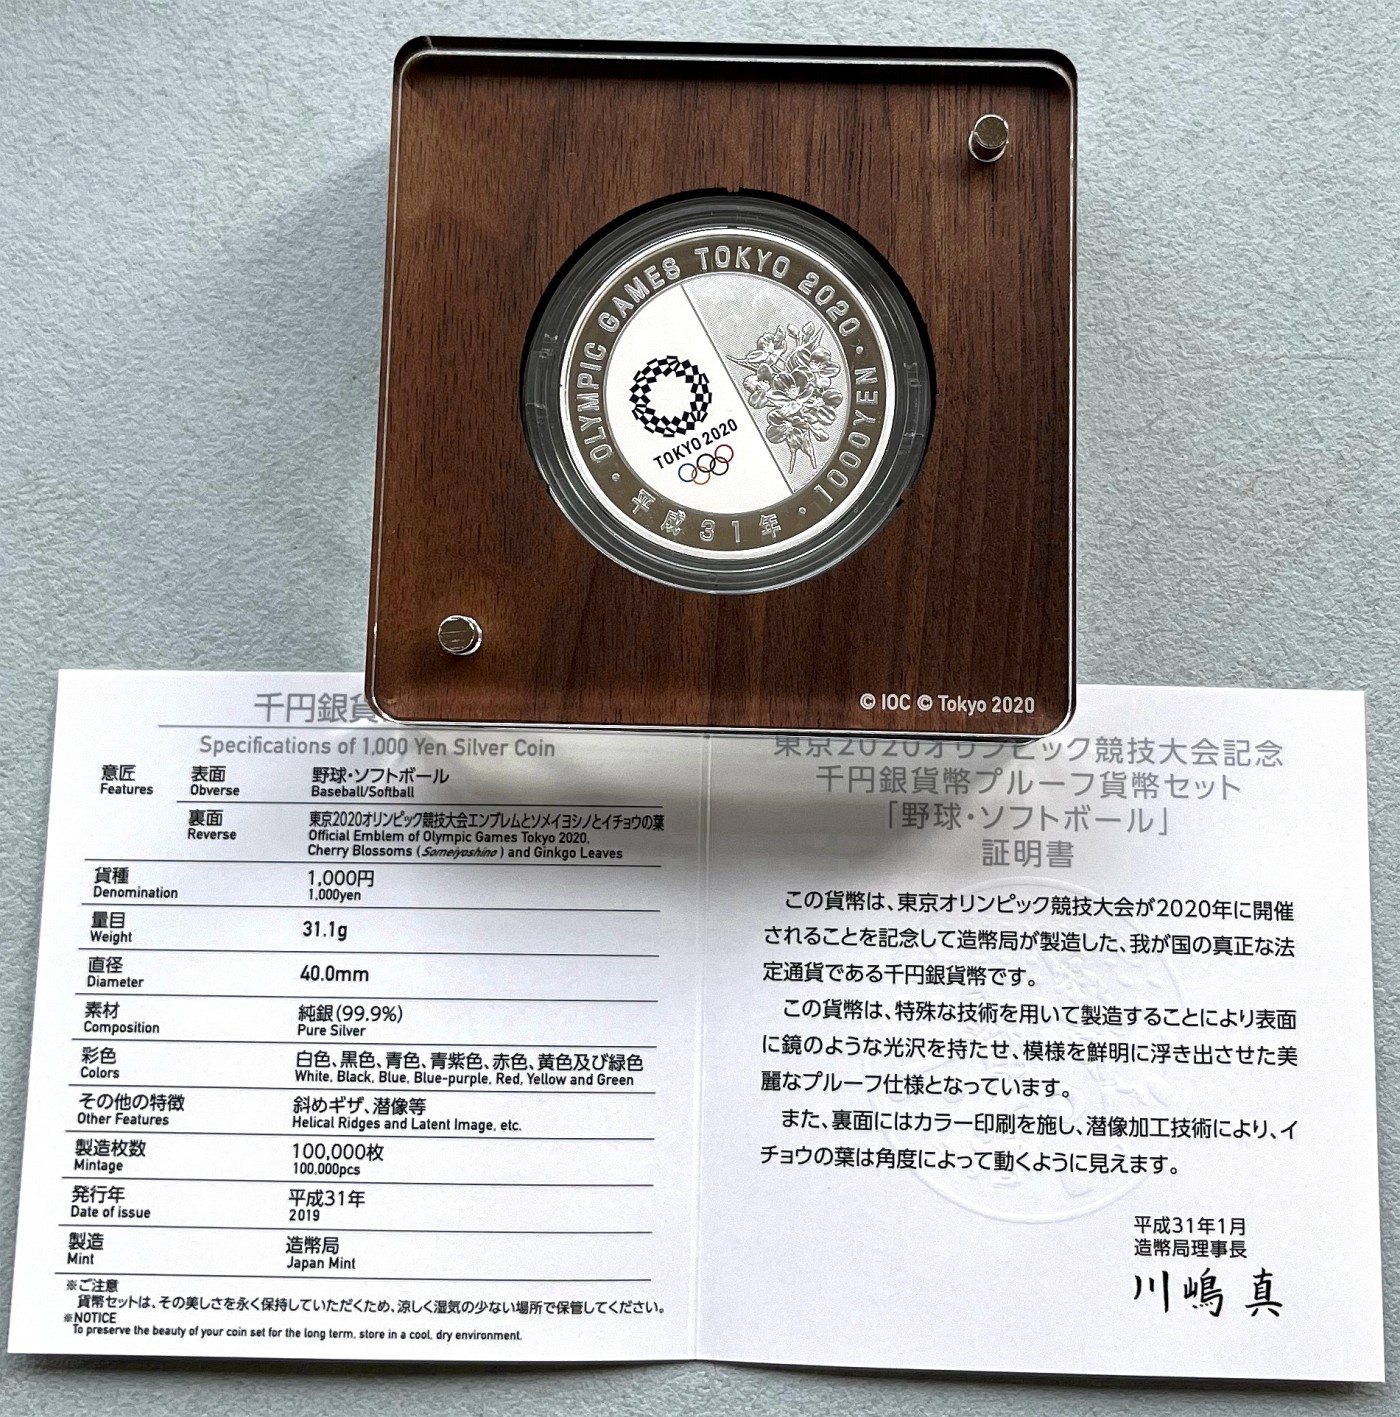 OLYMPIC GAMES TOKYO 2020・1000YEN・
平成31年・
TOKYO 2020
© IOC © Tokyo 2020
千円銀貨
Specifications of 1,000 Yen Silver Coin
意匠 表面 野球・ソフトボール
Features Obverse Baseball/Softball
裏面 東京2020オリンピック競技大会エンブレムとソメイヨシノとイチョウの葉
Reverse Official Emblem of Olympic Games Tokyo 2020,
Cherry Blossoms (Someiyoshino) and Ginkgo Leaves
貨種 1,000円
Denomination 1,000yen
量目 31.1g
Weight
直径 40.0mm
Diameter
素材 純銀(99.9%)
Composition Pure Silver
彩色 白色、黒色、青色、青紫色、赤色、黄色及び緑色
Colors White, Black, Blue, Blue-purple, Red, Yellow and Green
その他の特徴 斜めギザ、潜像等
Other Features Helical Ridges and Latent Image, etc.
製造枚数 100,000枚
Mintage 100,000pcs
発行年 平成31年
Date of issue 2019
製造 造幣局
Mint Japan Mint
※ご注意
貨幣セットは、その美しさを永く保持していただくため、涼しく湿気の少ない場所で保管してください。
※NOTICE
To preserve the beauty of your coin set for the long term, store in a cool, dry environment.
東京2020オリンピック競技大会記念
千円銀貨幣プルーフ貨幣セット
「野球・ソフトボール」
証明書
この貨幣は、東京オリンピック競技大会が2020年に開催
されることを記念して造幣局が製造した、我が国の真正な法
定通貨である千円銀貨幣です。
この貨幣は、特殊な技術を用いて製造することにより表面
に鏡のような光沢を持たせ、模様を鮮明に浮き出させた美
麗なプルーフ仕様となっています。
また、裏面にはカラー印刷を施し、潜像加工技術により、イ
チョウの葉は角度によって動くように見えます。
平成31年1月
造幣局理事長
川嶋 真